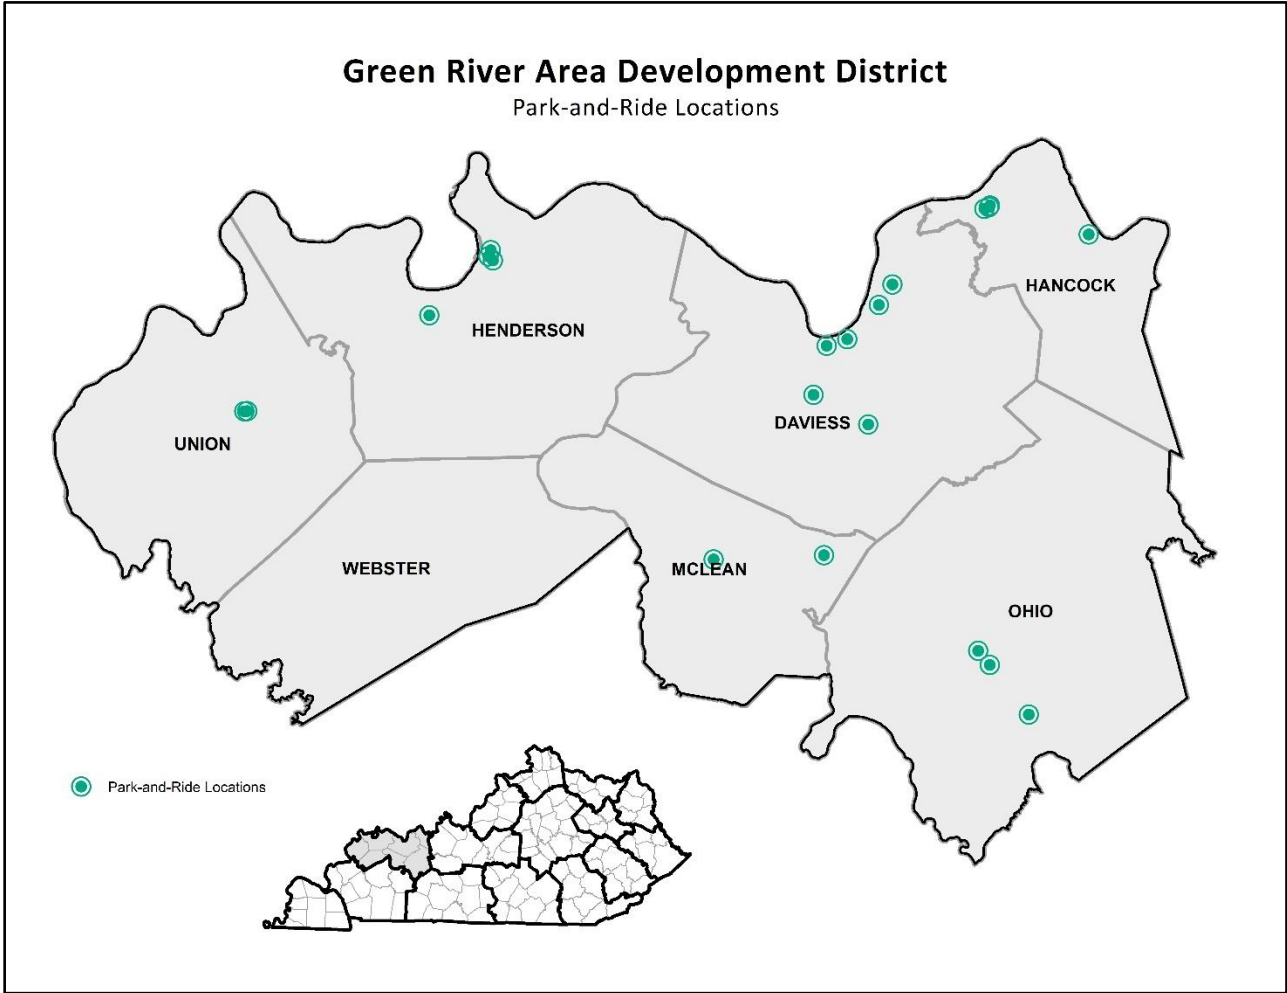 Green River Area Development District
Park-and-Ride Locations
HANCOCK
HENDERSON
DAVIESS
UNION
WEBSTER
MCLEAN
OHIO
Park-and-Ride Locations